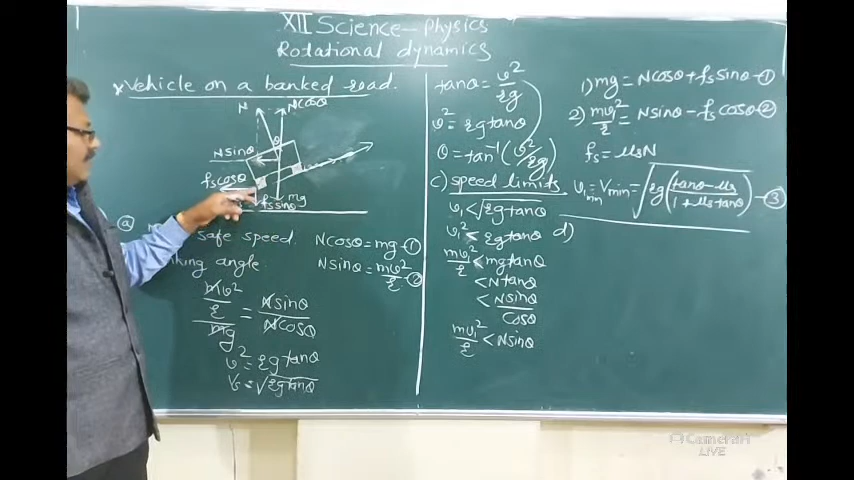 XII Science - Physics
Rotational dynamics
* Vehicle on a banked road.
N
Ncosθ
θ
Nsinθ
fscosθ
mg
fssinθ
(a)
safe speed.
king angle
Ncosθ = mg -①
Nsinθ = mv²/r -②
mv²/r / mg = Nsinθ / Ncosθ
v² = rg tanθ
Vs = √rg tanθ
tanθ = v²/rg
v² = rg tanθ
θ = tan⁻¹(v²/rg)
c) speed limits
v₁ < √rg tanθ
v₁² < rg tanθ
mv₁²/r < mg tanθ
< N tanθ
< Nsinθ/Cosθ
mv₁²/r < Nsinθ
1) mg = Ncosθ + fs sinθ -①
2) mv₁²/r = Nsinθ - fs cosθ -②
fs = μsN
v₁min = Vmin = √rg(tanθ - μs/1 + μs tanθ) -③
d)
CameraFi
LIVE